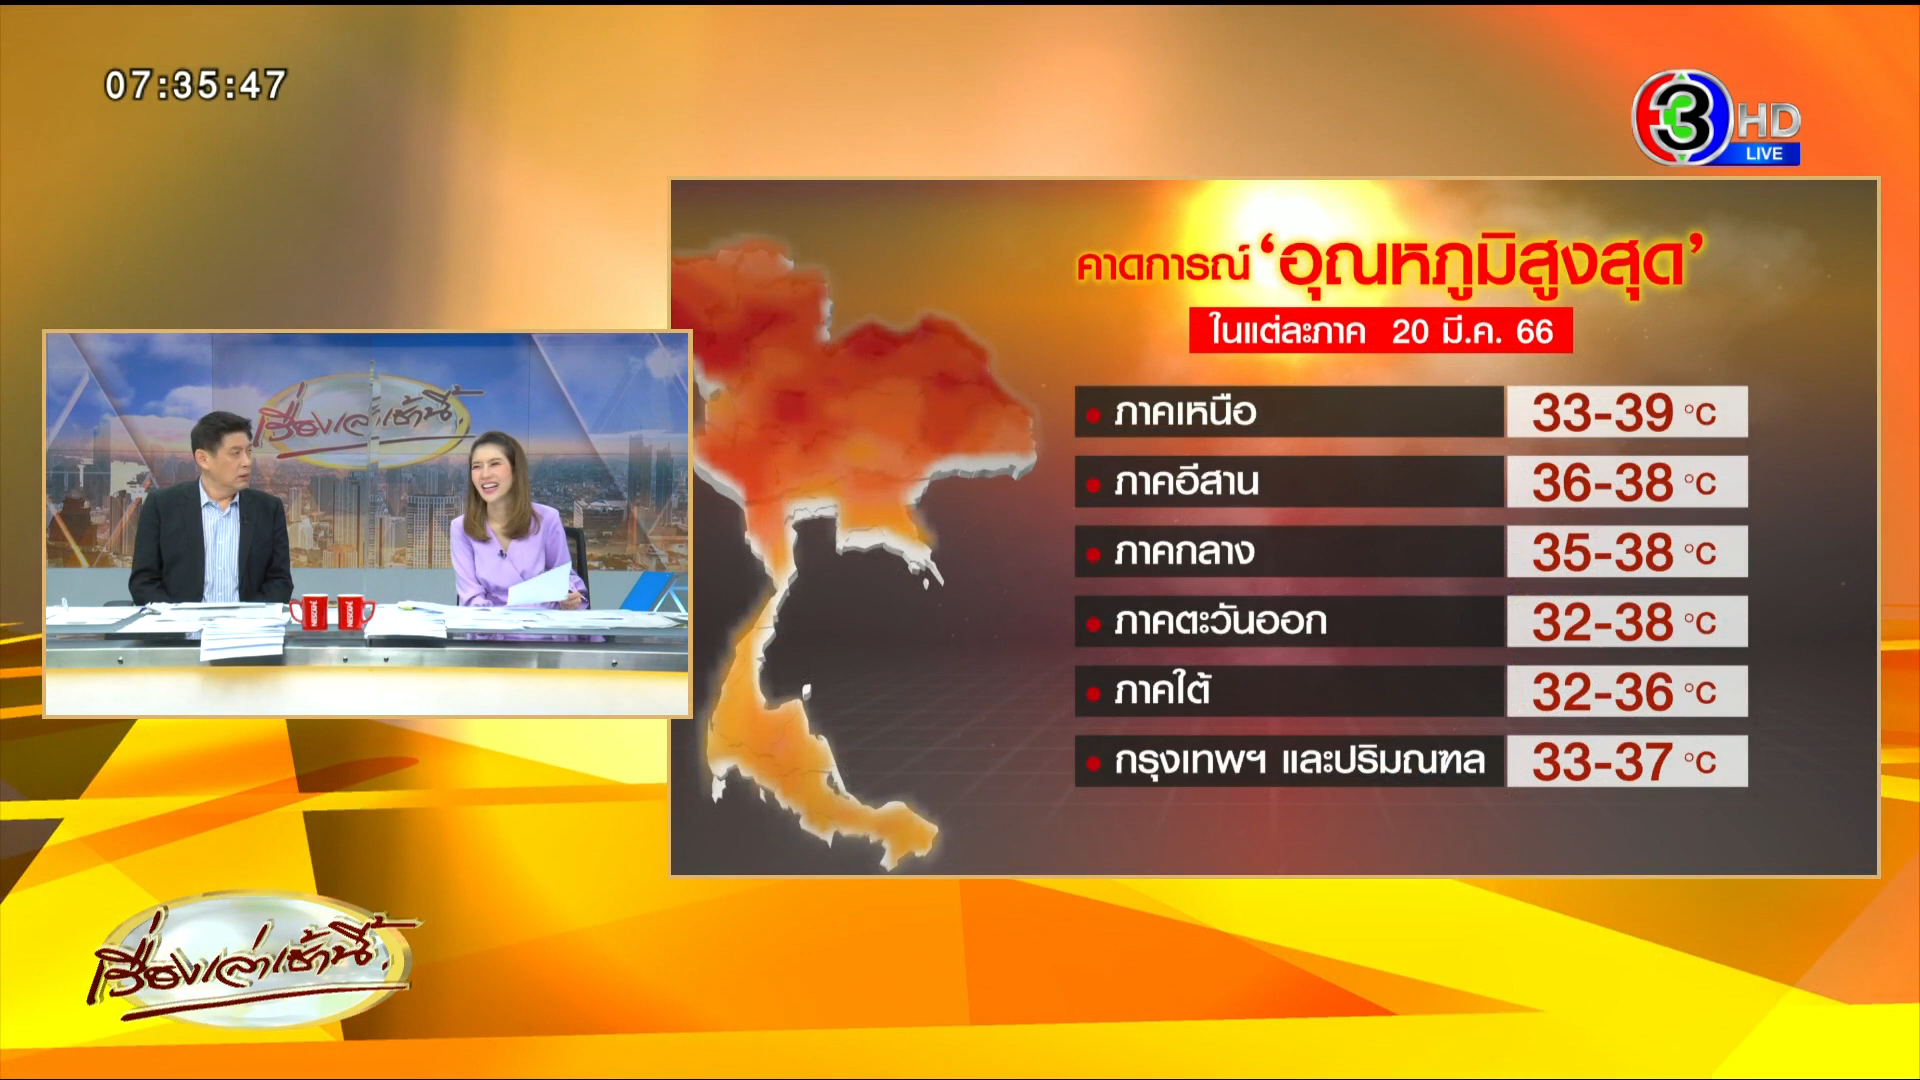 07:35:47
3 HD
LIVE
คาดการณ์ ‘อุณหภูมิสูงสุด’
ในแต่ละภาค 20 มี.ค. 66
ภาคเหนือ 33-39 °C
ภาคอีสาน 36-38 °C
ภาคกลาง 35-38 °C
ภาคตะวันออก 32-38 °C
ภาคใต้ 32-36 °C
กรุงเทพฯ และปริมณฑล 33-37 °C
เรื่องเล่าเช้านี้
NESCAFÉ NESCAFÉ
เรื่องเล่าเช้านี้